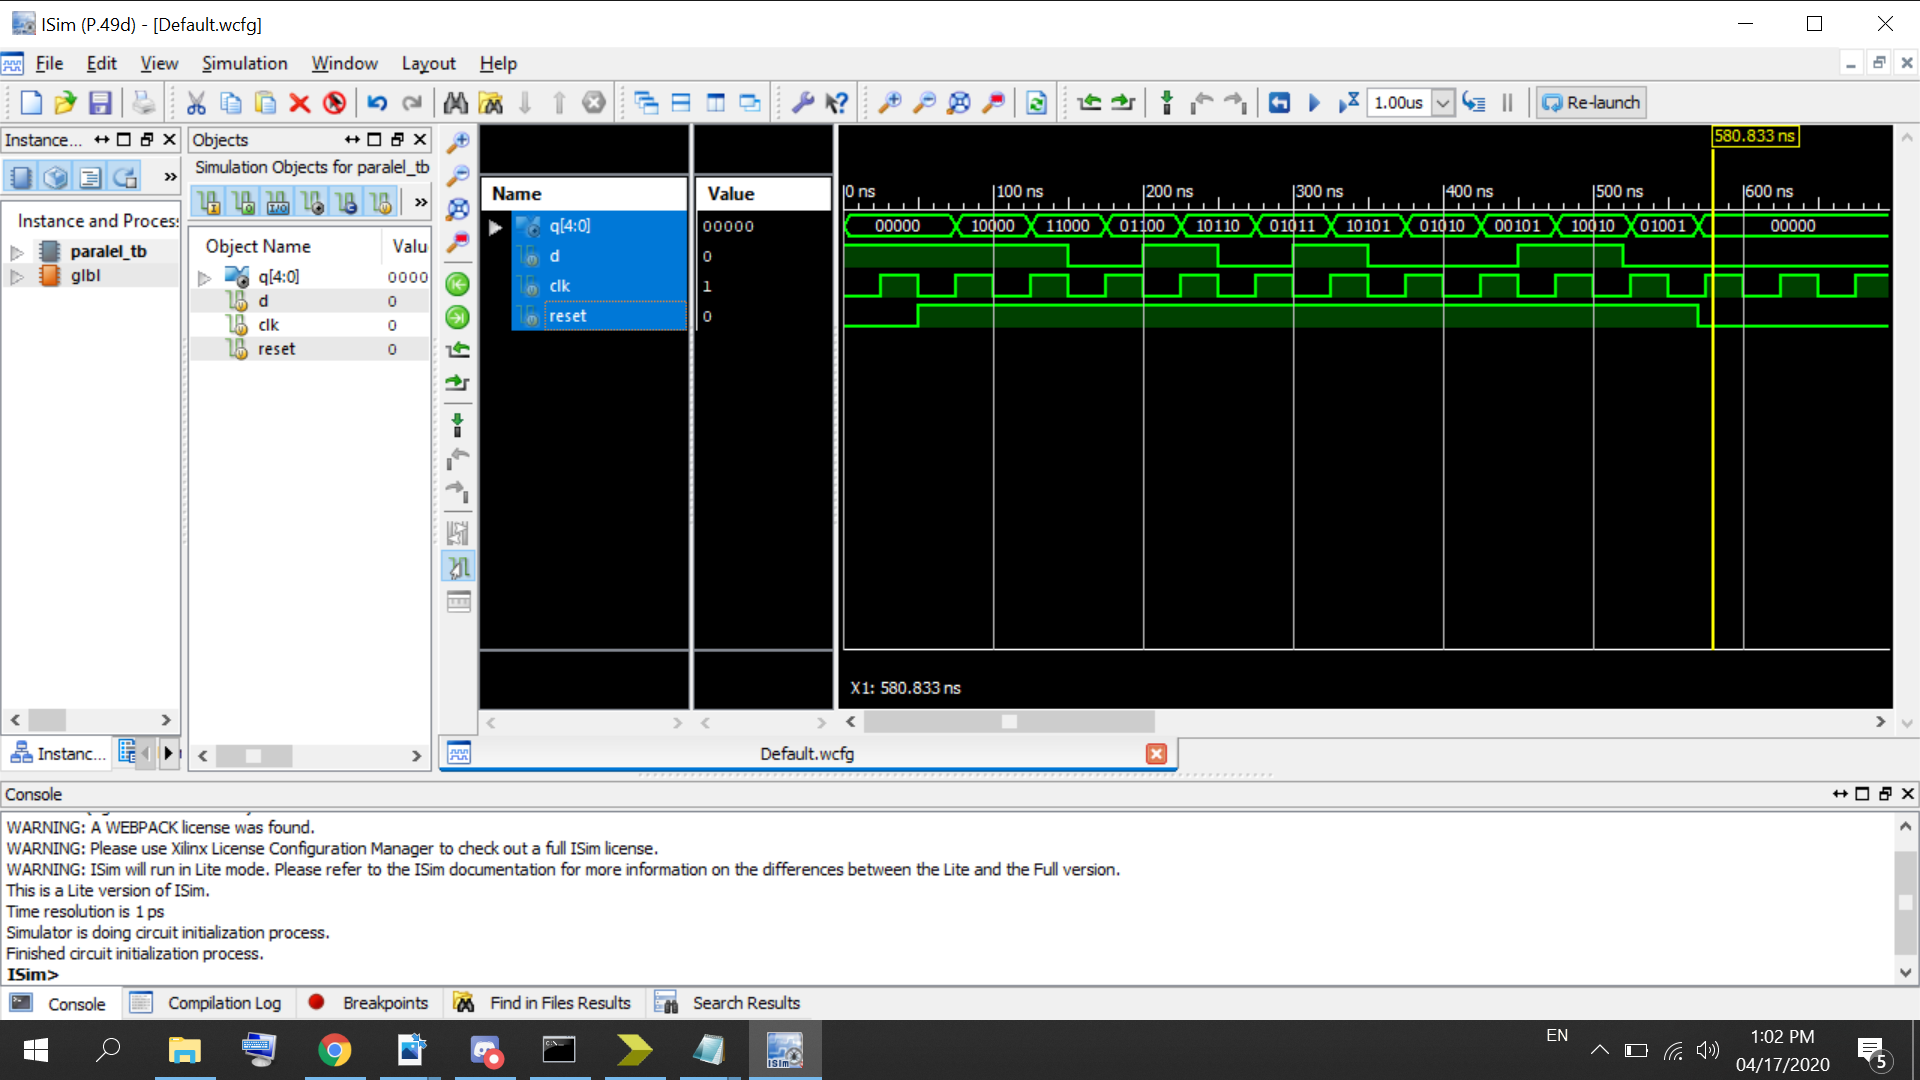 ISim (P.49d) - [Default.wcfg]
File Edit View Simulation Window Layout Help
1.00us Re-launch
Instance... Objects
Simulation Objects for paralel_tb
Instance and Proces
paralel_tb
glbl
Object Name Valu
q[4:0] 0000
d 0
clk 0
reset 0
Name Value
q[4:0] 00000
d 0
clk 1
reset 0
580.833 ns
0 ns 100 ns 200 ns 300 ns 400 ns 500 ns 600 ns
00000 10000 11000 01100 10110 01011 10101 01010 00101 10010 01001 00000
X1: 580.833 ns
Instanc...
Default.wcfg
Console
WARNING: A WEBPACK license was found.
WARNING: Please use Xilinx License Configuration Manager to check out a full ISim license.
WARNING: ISim will run in Lite mode. Please refer to the ISim documentation for more information on the differences between the Lite and the Full version.
This is a Lite version of ISim.
Time resolution is 1 ps
Simulator is doing circuit initialization process.
Finished circuit initialization process.
ISim>
Console Compilation Log Breakpoints Find in Files Results Search Results
EN
1:02 PM
04/17/2020
5